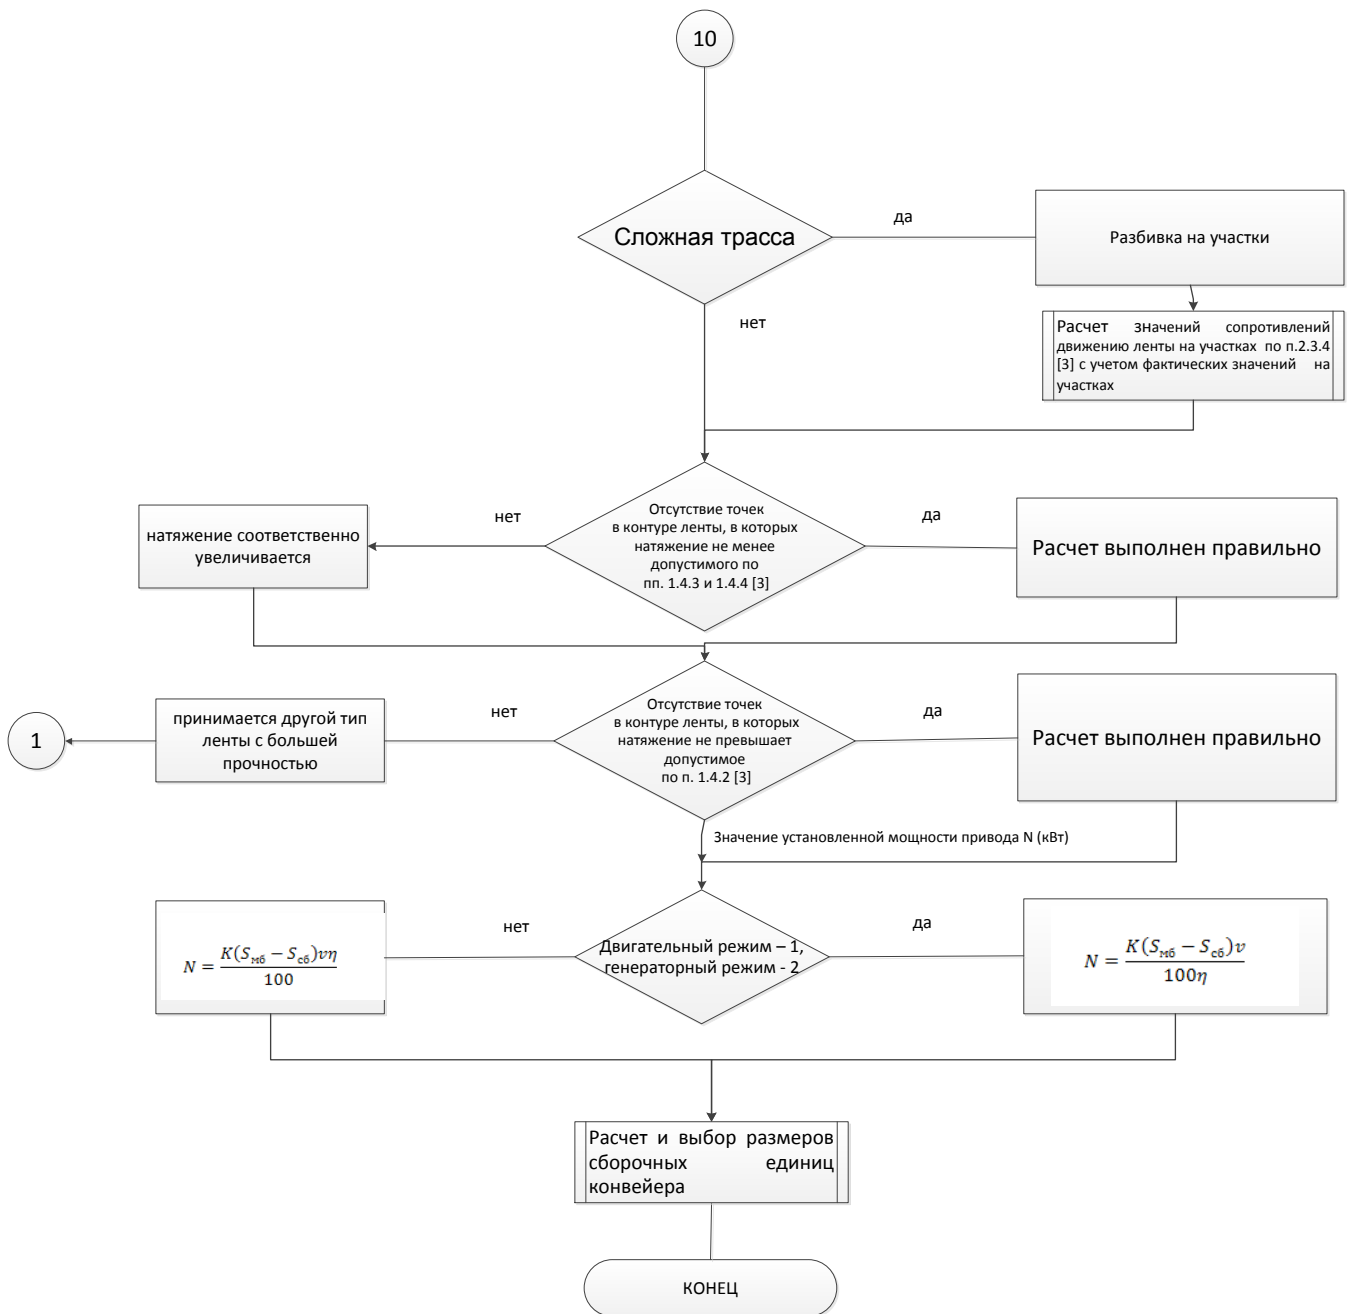 10
Сложная трасса
да
Разбивка на участки
нет
Расчет значений сопротивлений
движению ленты на участках по п.2.3.4
[3] с учетом фактических значений на
участках
натяжение соответственно
увеличивается
нет
Отсутствие точек
в контуре ленты, в которых
натяжение не менее
допустимого по
пп. 1.4.3 и 1.4.4 [3]
да
Расчет выполнен правильно
1
принимается другой тип
ленты с большей
прочностью
нет
Отсутствие точек
в контуре ленты, в которых
натяжение не превышает
допустимое
по п. 1.4.2 [3]
да
Расчет выполнен правильно
Значение установленной мощности привода N (кВт)
N = K(Sмб − Sсб)vη / 100
нет
Двигательный режим – 1,
генераторный режим - 2
да
N = K(Sмб − Sсб)v / 100η
Расчет и выбор размеров
сборочных единиц
конвейера
КОНЕЦ